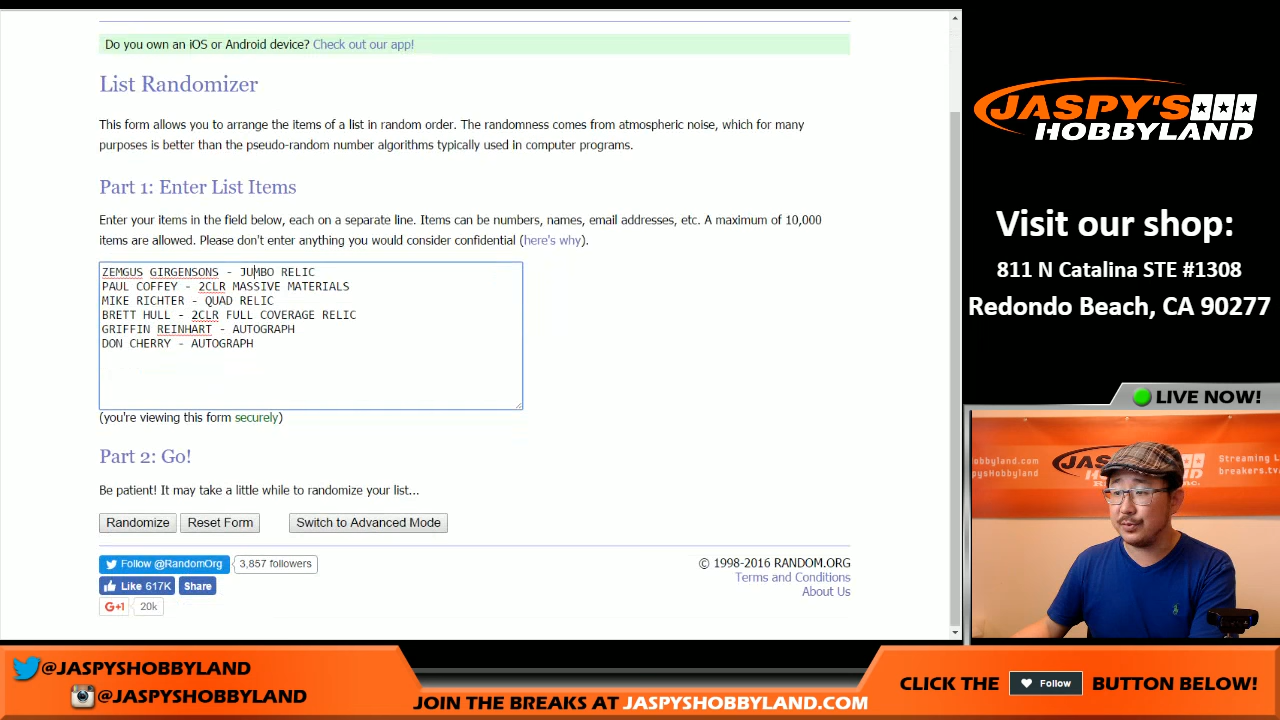 Do you own an iOS or Android device? Check out our app!
List Randomizer
This form allows you to arrange the items of a list in random order. The randomness comes from atmospheric noise, which for many
purposes is better than the pseudo-random number algorithms typically used in computer programs.
Part 1: Enter List Items
Enter your items in the field below, each on a separate line. Items can be numbers, names, email addresses, etc. A maximum of 10,000
items are allowed. Please don't enter anything you would consider confidential (here's why).
ZEMGUS GIRGENSONS - JUMBO RELIC
PAUL COFFEY - 2CLR MASSIVE MATERIALS
MIKE RICHTER - QUAD RELIC
BRETT HULL - 2CLR FULL COVERAGE RELIC
GRIFFIN REINHART - AUTOGRAPH
DON CHERRY - AUTOGRAPH
(you're viewing this form securely)
Part 2: Go!
Be patient! It may take a little while to randomize your list...
Randomize Reset Form Switch to Advanced Mode
Follow @RandomOrg 3,857 followers
Like 617K Share
G+1 20k
© 1998-2016 RANDOM.ORG
Terms and Conditions
About Us
JASPY'S
HOBBYLAND
Visit our shop:
811 N Catalina STE #1308
Redondo Beach, CA 90277
LIVE NOW!
Streaming
breakers.tv
@JASPYSHOBBYLAND
@JASPYSHOBBYLAND
JOIN THE BREAKS AT JASPYSHOBBYLAND.COM
CLICK THE Follow BUTTON BELOW!